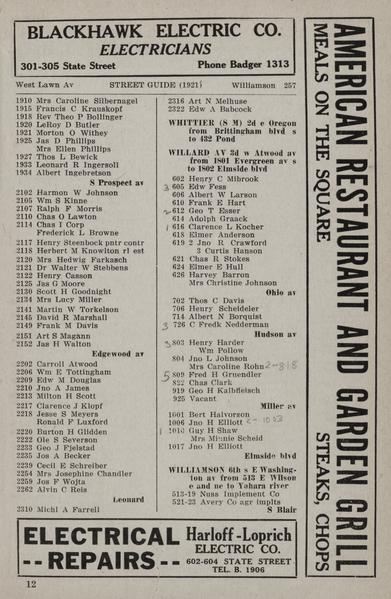 BLACKHAWK ELECTRIC CO.
ELECTRICIANS
301-305 State Street Phone Badger 1313
West Lawn Av STREET GUIDE (1921) Williamson 257
1910 Mrs Caroline Silbernagel
1915 Francis C Krauskopf
1918 Rev Theo P Bollinger
1920 LeRoy D Butler
1921 Morton O Withey
1925 Jas D Phillips
Mrs Ellen Phillips
1927 Thos L Bewick
1933 Leonard R Ingersoll
1934 Albert Ingebretson
S Prospect av
2102 Harmon W Johnson
2105 Wm S Kinne
2107 Ralph F Morris
2110 Chas O Lawton
2114 Chas I Corp
Frederick L Browne
2117 Henry Steenbock pntr contr
2118 Herbert M Knowlton rl est
2120 Mrs Hedwig Farkasch
2121 Dr Walter W Stebbens
2122 Henry Casson
2125 Jas G Moore
2130 Scott H Goodnight
2134 Mrs Lucy Miller
2141 Martin W Torkelson
2145 David R Marshall
2149 Frank M Davis
2151 Art S Magann
2152 Jas H Walton
Edgewood av
2202 Carroll Atwood
2206 Wm E Tottingham
2209 Edw M Douglas
2210 Jno A James
2213 Milton H Scott
2217 Clarence J Klopf
2218 Jesse S Meyers
Ronald F Luxford
2220 Burton H Glidden
2222 Ole S Severson
2233 Geo J Fjelstad
2235 Jos A Becker
2239 Cecil E Schreiber
2254 Mrs Josephine Chandler
2259 Jos F Wojta
2262 Alvin C Reis
Leonard
2310 Michl A Farrell
2316 Art N Melhuse
2322 Edw A Babcock
WHITTIER (S M) 2d e Oregon
from Brittingham blvd s
to 432 Pond
WILLARD AV 3d w Atwood av
from 1801 Evergreen av s
to 1802 Elmside blvd
602 Henry C Mibrook
605 Edw Fess
606 Albert W Larson
610 Frank E Hart
612 Geo T Esser
614 Adolph Graack
616 Clarence L Kocher
618 Elmer Anderson
619 2 Jno R Crawford
3 Curtis Hanson
621 Chas R Stokes
624 Elmer E Hull
626 Harvey Barron
Mrs Christine Johnson
Ohio av
702 Thos C Davis
706 Henry Scheideler
714 Albert N Borquist
3 726 C Fredk Nedderman
Hudson av
3 803 Henry Harder
Wm Pollow
804 Jno L Johnson
Mrs Caroline Rohn 2-818
5 809 Fred H Gruendler
822 Chas Clark
919 Geo H Kalbfleisch
925 Vacant
Miller av
1001 Bert Halvorson
1006 Jno H Elliott
1013 Guy H Shaw
Mrs Minnie Scheid
1017 Jno H Elliott
Elmside blvd
WILLIAMSON 6th s E Washing-
ton av from 513 E Wilson
e and ne to Yahara river
513-19 Nuss Implement Co
521-23 Avery Co agr implts
S Blair
AMERICAN RESTAURANT AND GARDEN GRILL
MEALS ON THE SQUARE STEAKS, CHOPS
ELECTRICAL
--REPAIRS--
Harloff-Loprich
ELECTRIC CO.
602-604 STATE STREET
TEL. B. 1906
12